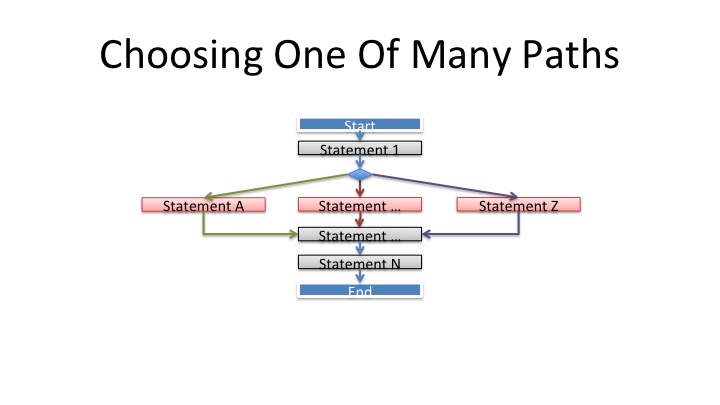 Choosing One Of Many Paths
Start
Statement 1
Statement A
Statement ...
Statement Z
Statement ...
Statement N
End